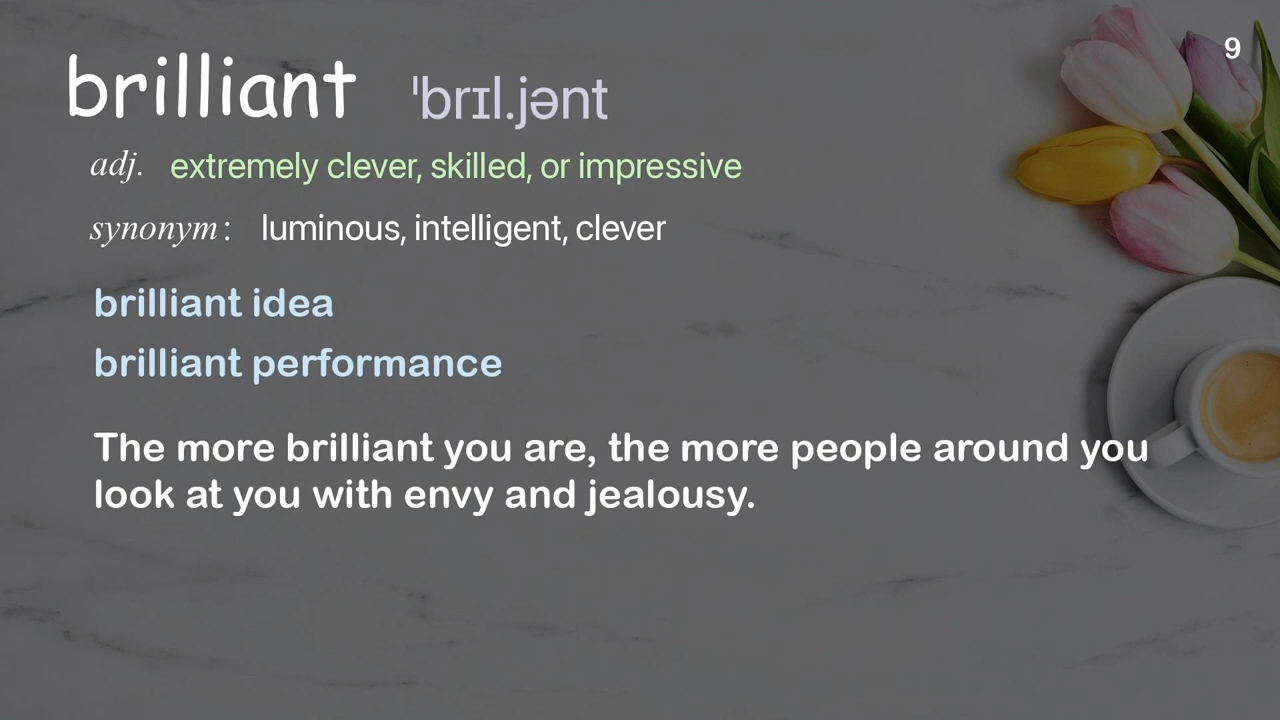 9
brilliant ˈbrɪl.jənt
adj. extremely clever, skilled, or impressive
synonym: luminous, intelligent, clever
brilliant idea
brilliant performance
The more brilliant you are, the more people around you
look at you with envy and jealousy.